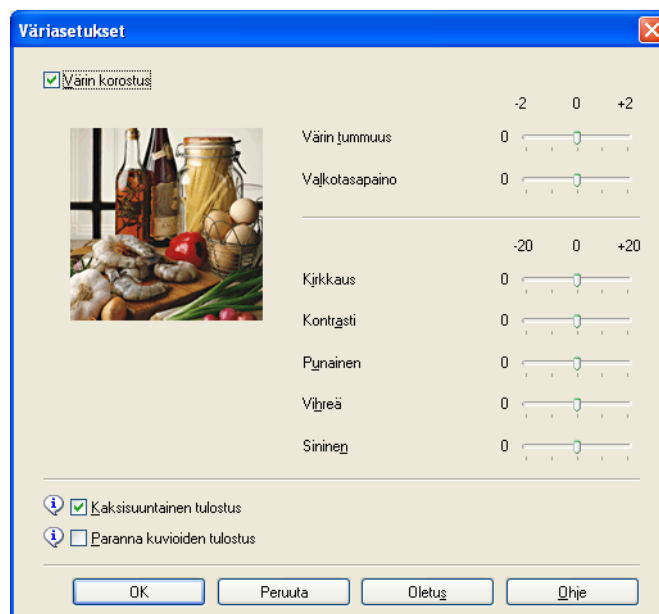 Väriasetukset
Värin korostus
-2 0 +2
Värin tummuus 0
Valkotasapaino 0
-20 0 +20
Kirkkaus 0
Kontrasti 0
Punainen 0
Vihreä 0
Sininen 0
Kaksisuuntainen tulostus
Paranna kuvioiden tulostus
OK Peruuta Oletus Ohje